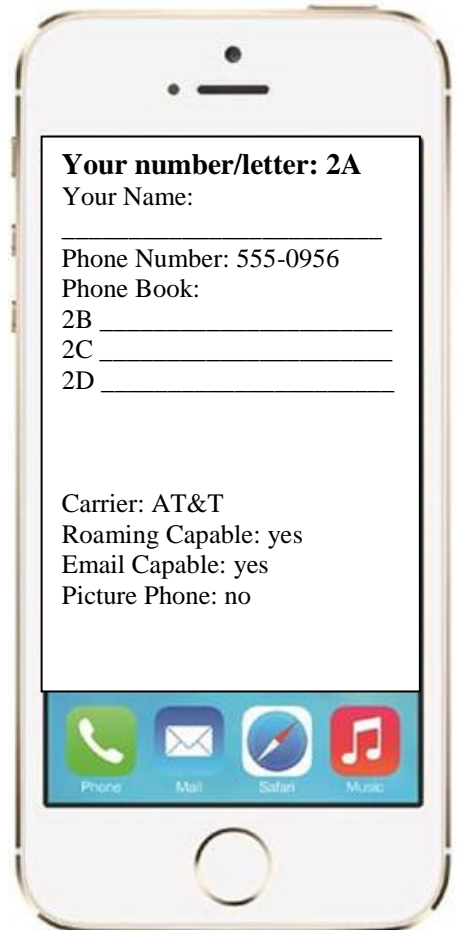 Your number/letter: 2A
Your Name:
________________________
Phone Number: 555-0956
Phone Book:
2B ______________________
2C ______________________
2D ______________________
Carrier: AT&T
Roaming Capable: yes
Email Capable: yes
Picture Phone: no
Phone Mail Safari Music